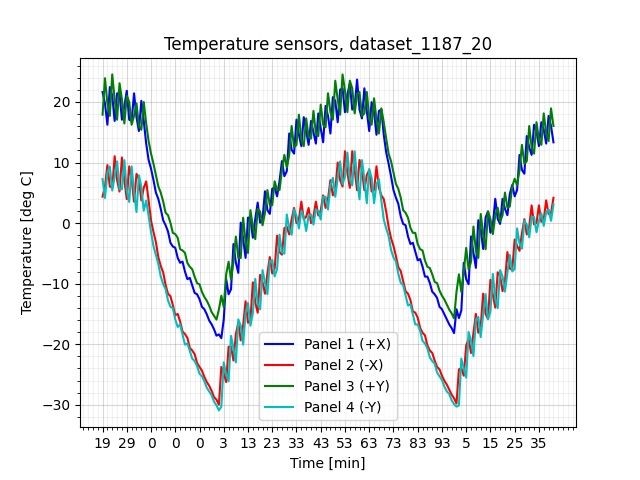 Temperature sensors, dataset_1187_20
Temperature [deg C]
20
10
0
−10
−20
−30
Panel 1 (+X)
Panel 2 (-X)
Panel 3 (+Y)
Panel 4 (-Y)
19 29 0 0 0 3 13 23 33 43 53 63 73 83 93 5 15 25 35
Time [min]